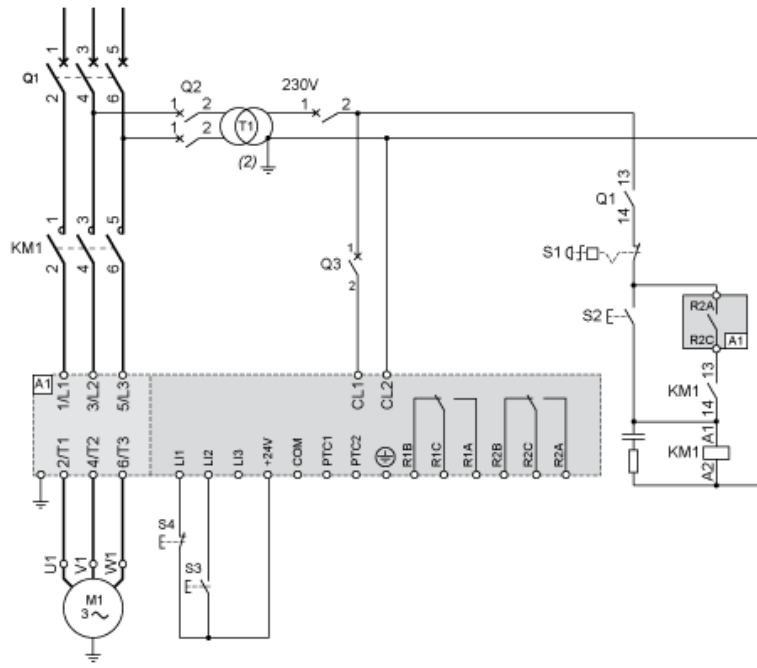 1 3 5
Q1
2 4 6
Q2
1 2
1 2
T1
(2)
230V
1 2
1 3 5
KM1
2 4 6
Q3
1
2
Q1
13
14
S1
S2
R2A
R2C
A1
KM1
13
14
KM1
A1
A2
A1
1/L1 3/L2 5/L3 CL1 CL2
2/T1 4/T2 6/T3
LI1 LI2 LI3 +24V COM PTC1 PTC2 R1B R1C R1A R2B R2C R2A
S4
S3
U1 V1 W1
M1
3 ~